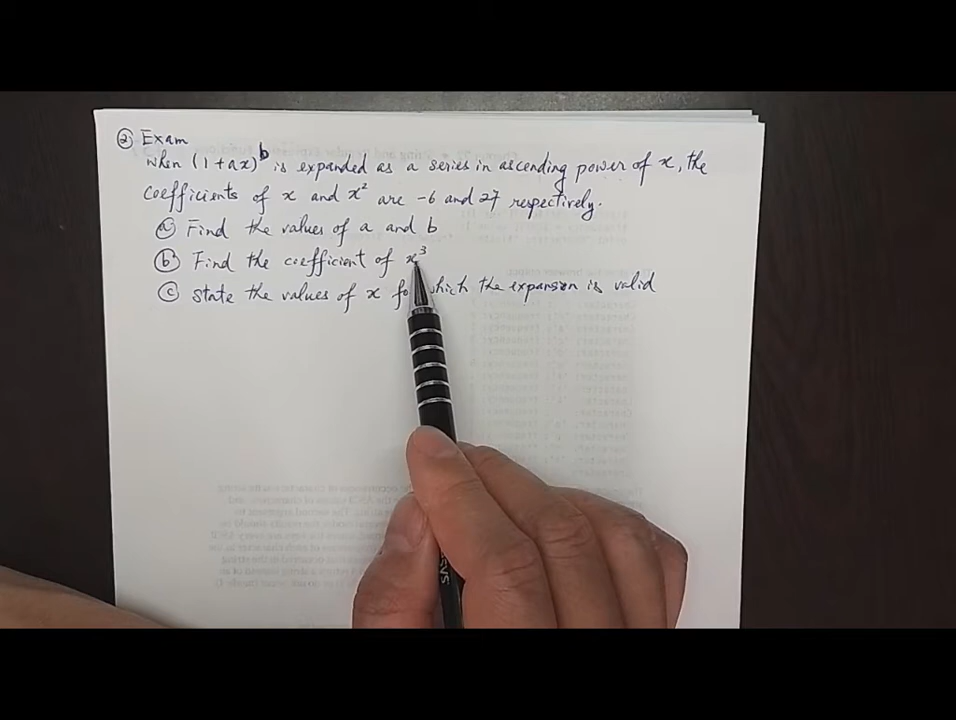 ② Exam
When (1+ax)^b is expanded as a series in ascending power of x, the
coefficients of x and x² are -6 and 27 respectively.
ⓐ Find the values of a and b
ⓑ Find the coefficient of x³
ⓒ state the values of x for which the expansion is valid